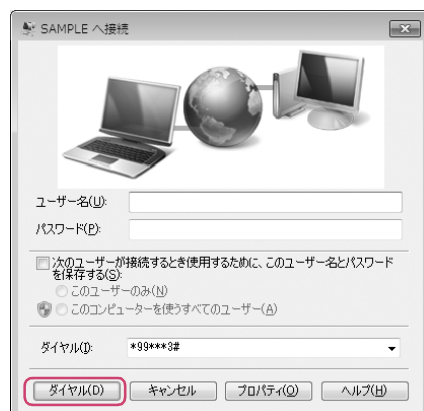 SAMPLE へ接続
ユーザー名(U):
パスワード(P):
次のユーザーが接続するとき使用するために、このユーザー名とパスワード
を保存する(S):
このユーザーのみ(N)
このコンピューターを使うすべてのユーザー(A)
ダイヤル(I): *99***3#
ダイヤル(D) キャンセル プロパティ(O) ヘルプ(H)